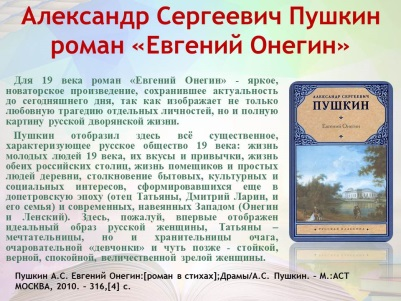 Александр Сергеевич Пушкин
роман «Евгений Онегин»
Для 19 века роман «Евгений Онегин» - яркое,
новаторское произведение, сохранившее актуальность
до сегодняшнего дня, так как изображает не только
любовную трагедию отдельных личностей, но и полную
картину русской дворянской жизни.
Пушкин отобразил здесь всё существенное,
характеризующее русское общество 19 века: жизнь
молодых людей 19 века, их вкусы и привычки, жизнь
обеих российских столиц, жизнь помещиков и простых
людей деревни, столкновение бытовых, культурных и
социальных интересов, сформировавшихся еще в
допетровскую эпоху (отец Татьяны, Дмитрий Ларин, и
его семья) и современных, навеянных Западом (Онегин
и Ленский). Здесь, пожалуй, впервые отображен
идеальный образ русской женщины, Татьяны –
мечтательницы, но и хранительницы очага,
очаровательной «девчонки» и чуть позже - стойкой,
верной, спокойной, величественной зрелой женщины.
АЛЕКСАНДР СЕРГЕЕВИЧ
ПУШКИН
Евгений Онегин
РУССКАЯ КЛАССИКА
Пушкин А.С. Евгений Онегин:[роман в стихах];Драмы/А.С. Пушкин. – М.:АСТ
МОСКВА, 2010. – 316,[4] с.